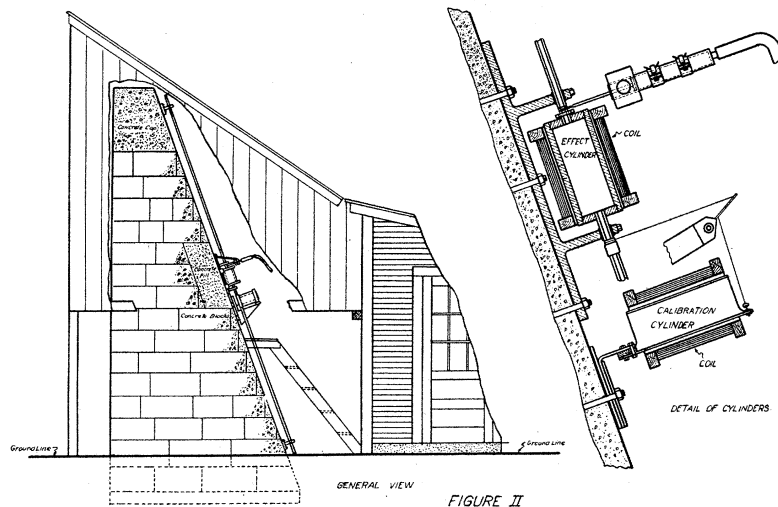 Concrete Cap
Concrete
Concrete Blocks
Ground Line
Ground Line
GENERAL VIEW
EFFECT
CYLINDER
COIL
CALIBRATION
CYLINDER
COIL
DETAIL OF CYLINDERS
FIGURE II